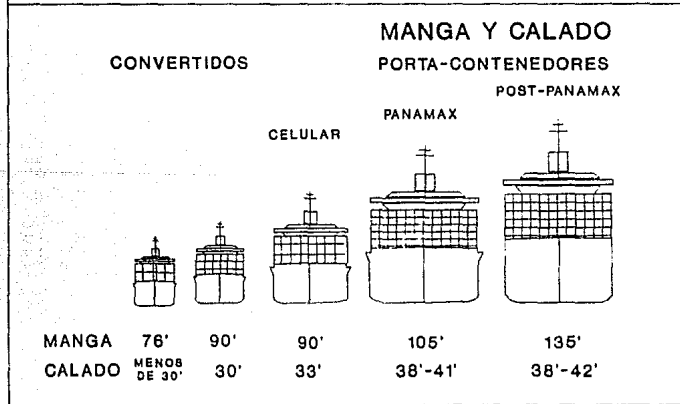 MANGA Y CALADO
CONVERTIDOS PORTA-CONTENEDORES
POST-PANAMAX
PANAMAX
CELULAR
MANGA 76' 90' 90' 105' 135'
CALADO MENOS DE 30' 30' 33' 38'-41' 38'-42'